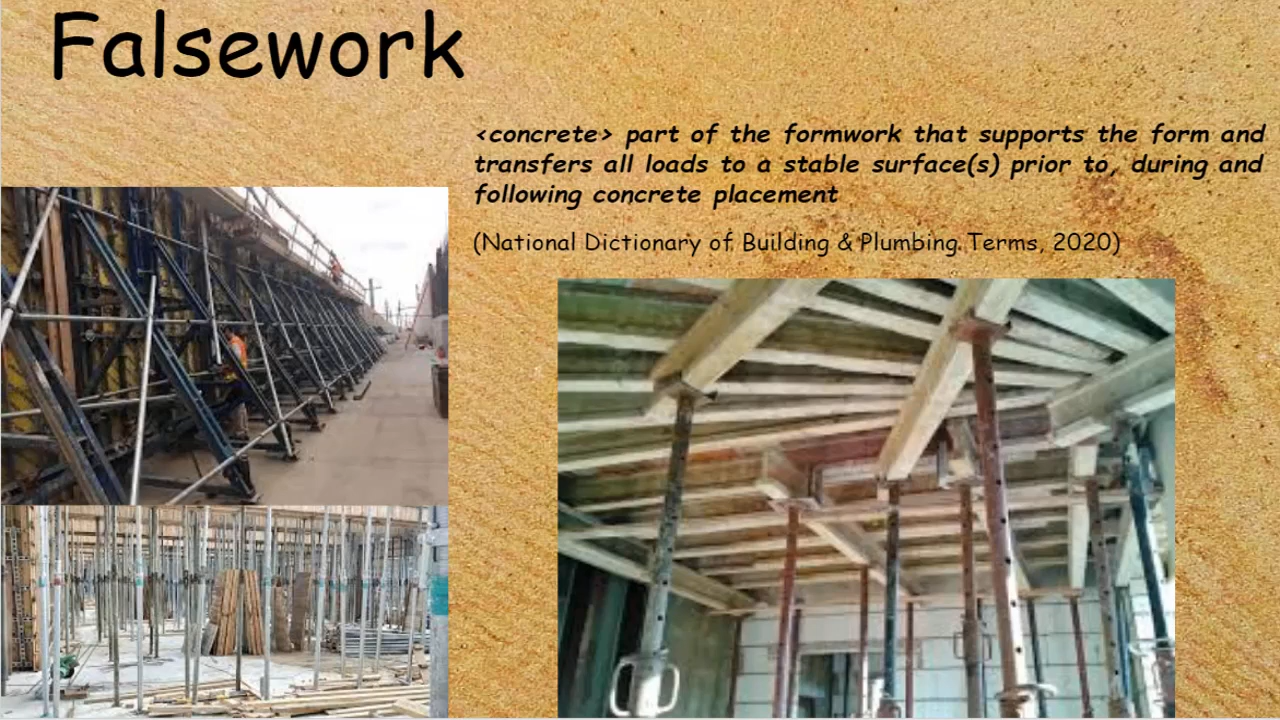 Falsework
<concrete> part of the formwork that supports the form and
transfers all loads to a stable surface(s) prior to, during and
following concrete placement
(National Dictionary of Building & Plumbing Terms, 2020)